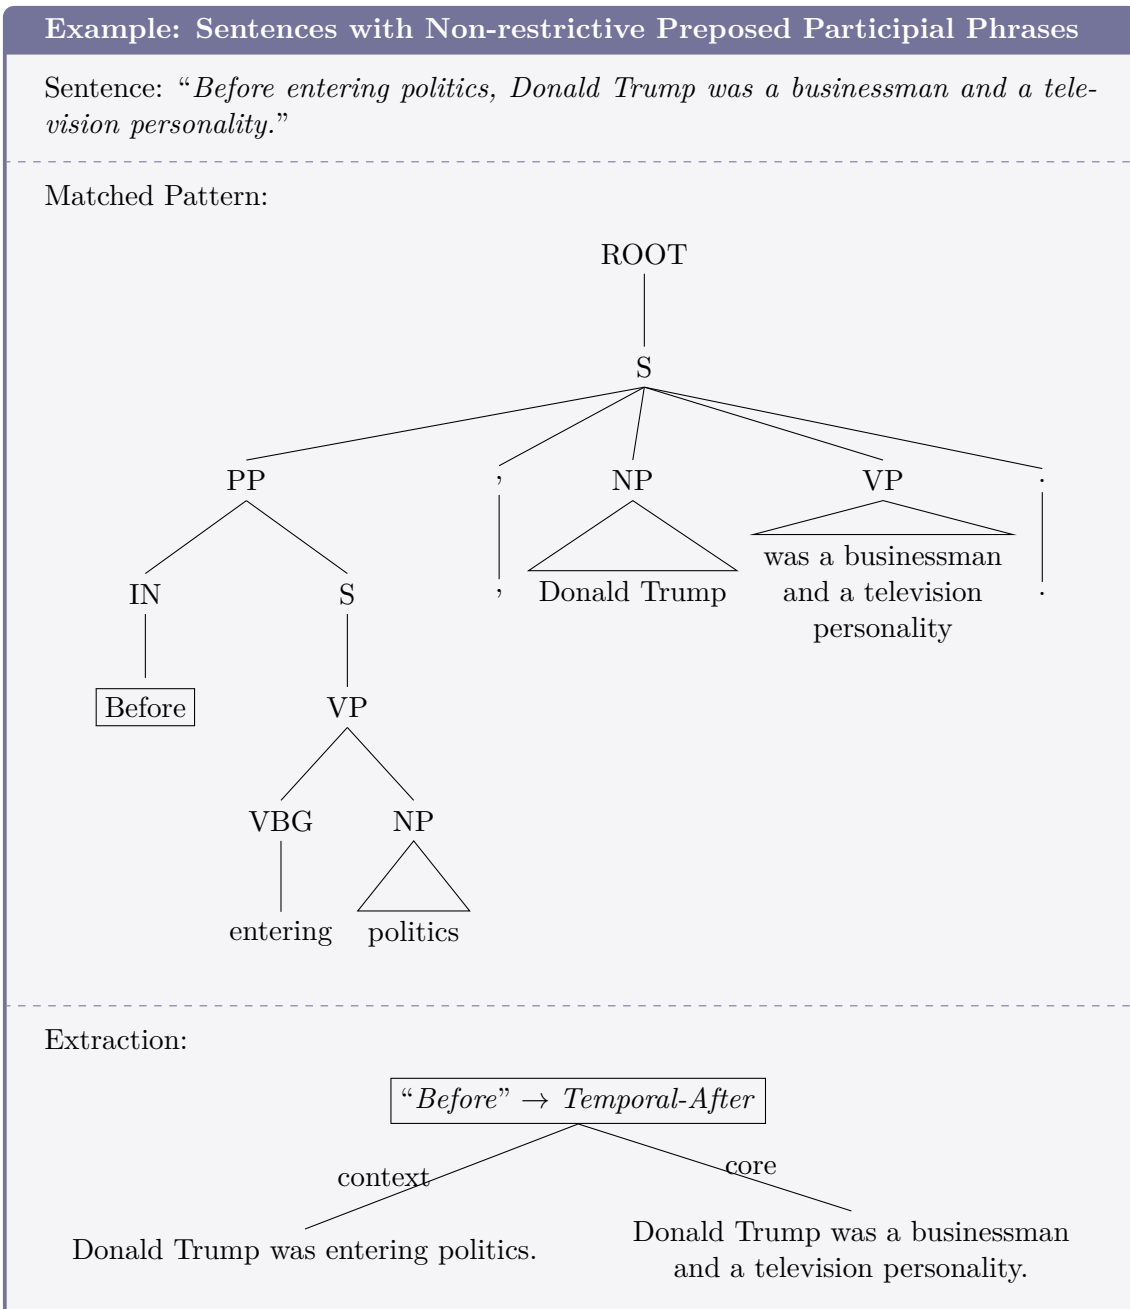 Example: Sentences with Non-restrictive Preposed Participial Phrases
Sentence: “Before entering politics, Donald Trump was a businessman and a tele-
vision personality.”
Matched Pattern:
ROOT
S
PP , NP VP .
IN S , Donald Trump was a businessman
and a television
personality .
Before VP
VBG NP
entering politics
Extraction:
“Before” → Temporal-After
context core
Donald Trump was entering politics.
Donald Trump was a businessman
and a television personality.